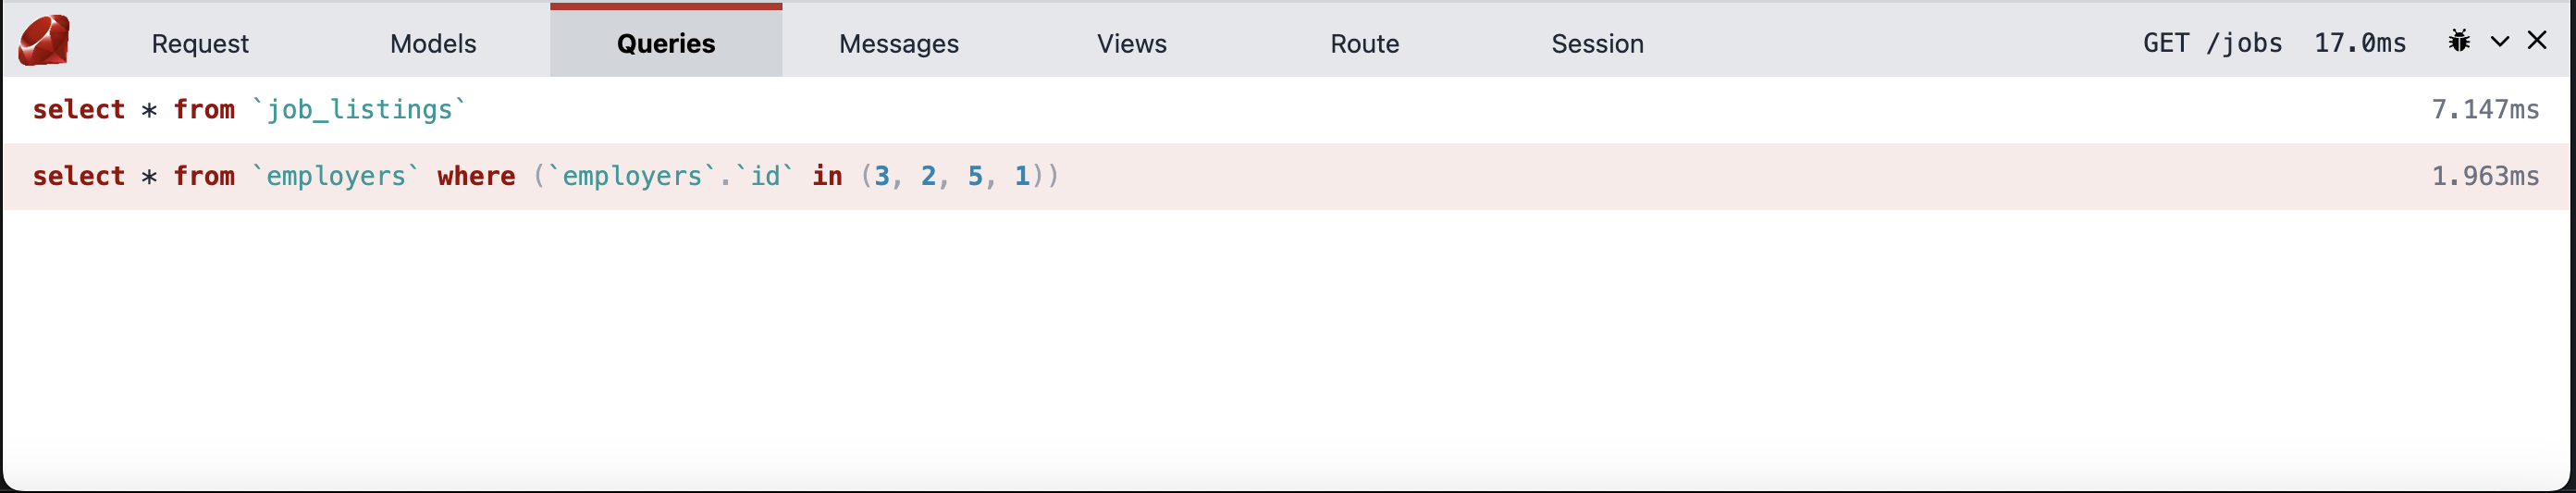 Request Models Queries Messages Views Route Session GET /jobs 17.0ms
select * from `job_listings` 7.147ms
select * from `employers` where (`employers`.`id` in (3, 2, 5, 1)) 1.963ms